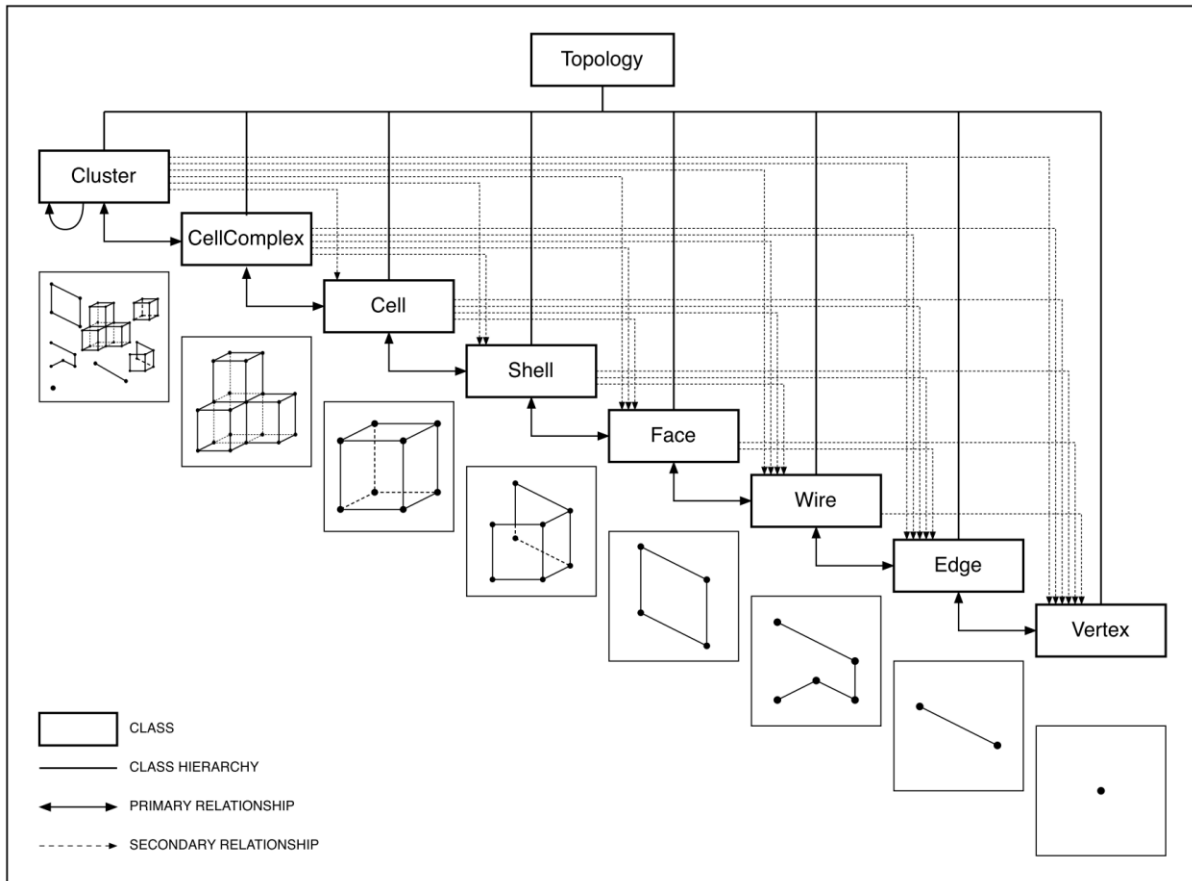 Topology
Cluster
CellComplex
Cell
Shell
Face
Wire
Edge
Vertex
CLASS
CLASS HIERARCHY
PRIMARY RELATIONSHIP
SECONDARY RELATIONSHIP